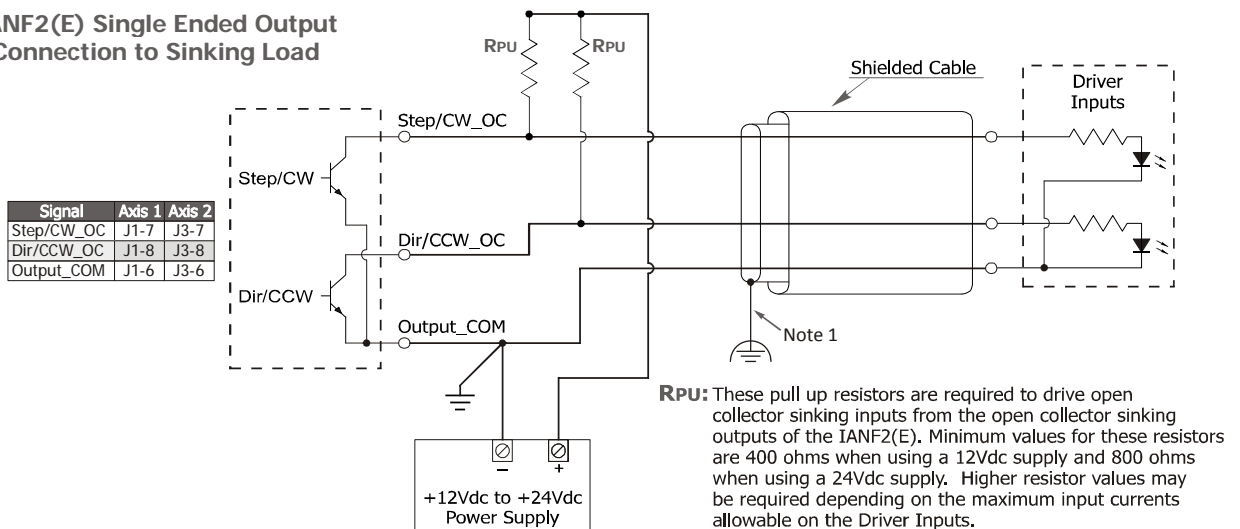 ANF2(E) Single Ended Output
Connection to Sinking Load
RPU
RPU
Shielded Cable
Driver
Inputs
Step/CW_OC
Step/CW
Signal Axis 1 Axis 2
Step/CW_OC J1-7 J3-7
Dir/CCW_OC J1-8 J3-8
Output_COM J1-6 J3-6
Dir/CCW_OC
Dir/CCW
Output_COM
Note 1
– +
+12Vdc to +24Vdc
Power Supply
RPU: These pull up resistors are required to drive open
collector sinking inputs from the open collector sinking
outputs of the IANF2(E). Minimum values for these resistors
are 400 ohms when using a 12Vdc supply and 800 ohms
when using a 24Vdc supply. Higher resistor values may
be required depending on the maximum input currents
allowable on the Driver Inputs.